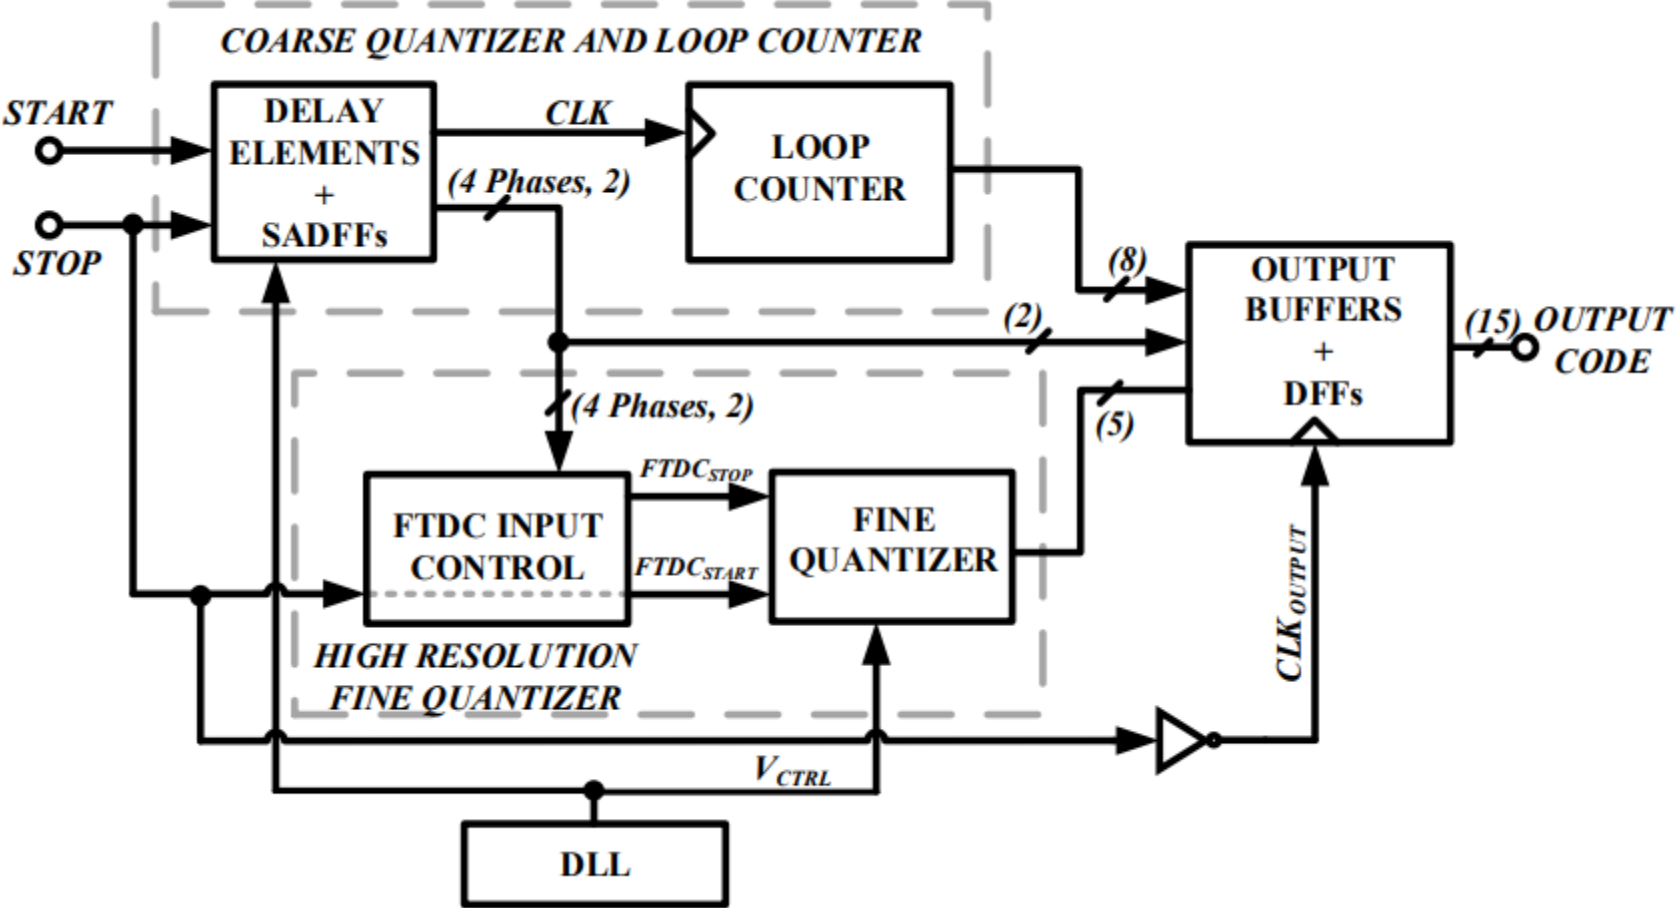 COARSE QUANTIZER AND LOOP COUNTER
START
STOP
DELAY
ELEMENTS
+
SADFFs
CLK
(4 Phases, 2)
LOOP
COUNTER
(8)
(2)
(5)
OUTPUT
BUFFERS
+
DFFs
(15)
OUTPUT
CODE
(4 Phases, 2)
FTDC INPUT
CONTROL
FTDCSTOP
FTDCSTART
FINE
QUANTIZER
HIGH RESOLUTION
FINE QUANTIZER
CLKOUTPUT
VCTRL
DLL